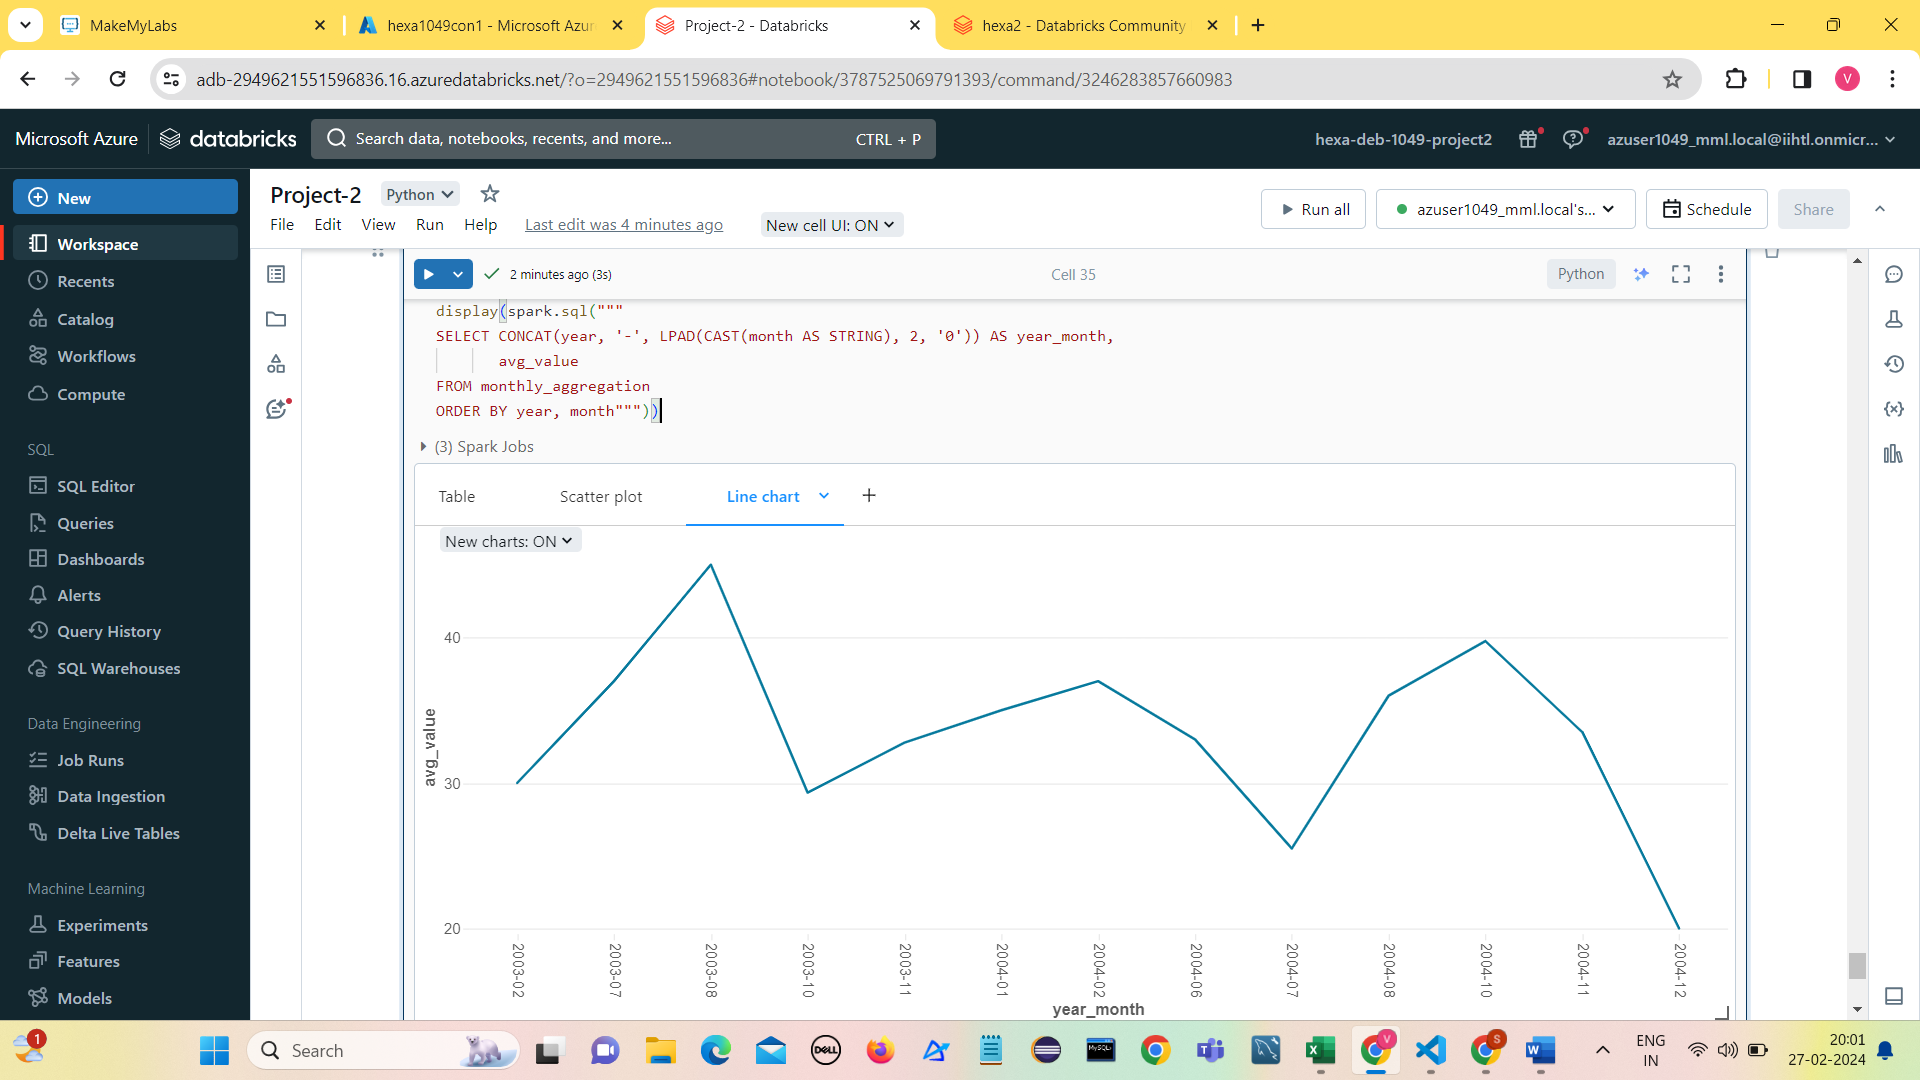 MakeMyLabs
hexa1049con1 - Microsoft Azu
Project-2 - Databricks
hexa2 - Databricks Community
adb-2949621551596836.16.azuredatabricks.net/?o=2949621551596836#notebook/3787525069791393/command/3246283857660983
V
Microsoft Azure
databricks
Search data, notebooks, recents, and more...
CTRL + P
hexa-deb-1049-project2
azuser1049_mml.local@iihtl.onmicr...
New
Workspace
Recents
Catalog
Workflows
Compute
SQL
SQL Editor
Queries
Dashboards
Alerts
Query History
SQL Warehouses
Data Engineering
Job Runs
Data Ingestion
Delta Live Tables
Machine Learning
Experiments
Features
Models
Project-2
Python
File
Edit
View
Run
Help
Last edit was 4 minutes ago
New cell UI: ON
Run all
azuser1049_mml.local's...
Schedule
Share
2 minutes ago (3s)
Cell 35
Python
display(spark.sql("""
SELECT CONCAT(year, '-', LPAD(CAST(month AS STRING), 2, '0')) AS year_month,
avg_value
FROM monthly_aggregation
ORDER BY year, month"""))
(3) Spark Jobs
Table
Scatter plot
Line chart
New charts: ON
avg_value
40
30
20
2003-02
2003-07
2003-08
2003-10
2003-11
2004-01
2004-02
2004-06
2004-07
2004-08
2004-10
2004-11
2004-12
year_month
1
Search
DELL
MySQL
V
S
ENG
IN
20:01
27-02-2024